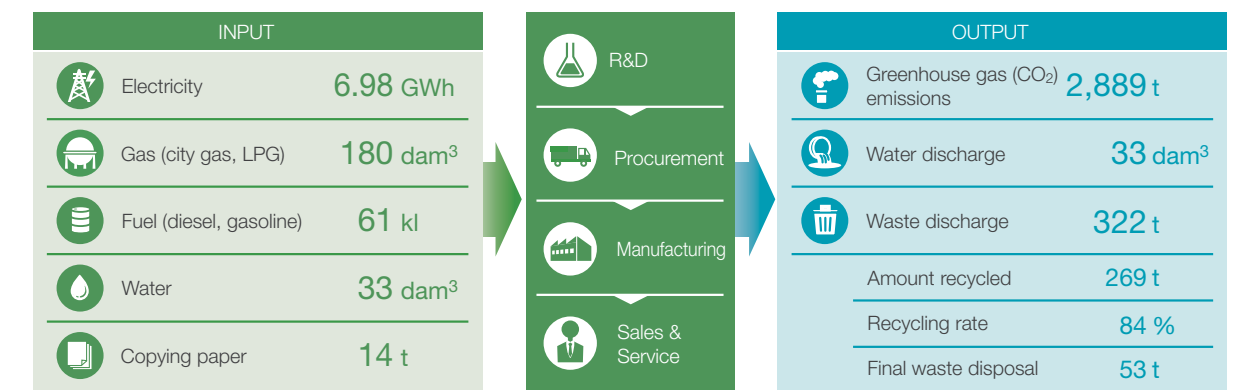 INPUT
Electricity 6.98 GWh
Gas (city gas, LPG) 180 dam³
Fuel (diesel, gasoline) 61 kl
Water 33 dam³
Copying paper 14 t
R&D
Procurement
Manufacturing
Sales &
Service
OUTPUT
Greenhouse gas (CO₂)
emissions 2,889 t
Water discharge 33 dam³
Waste discharge 322 t
Amount recycled 269 t
Recycling rate 84 %
Final waste disposal 53 t